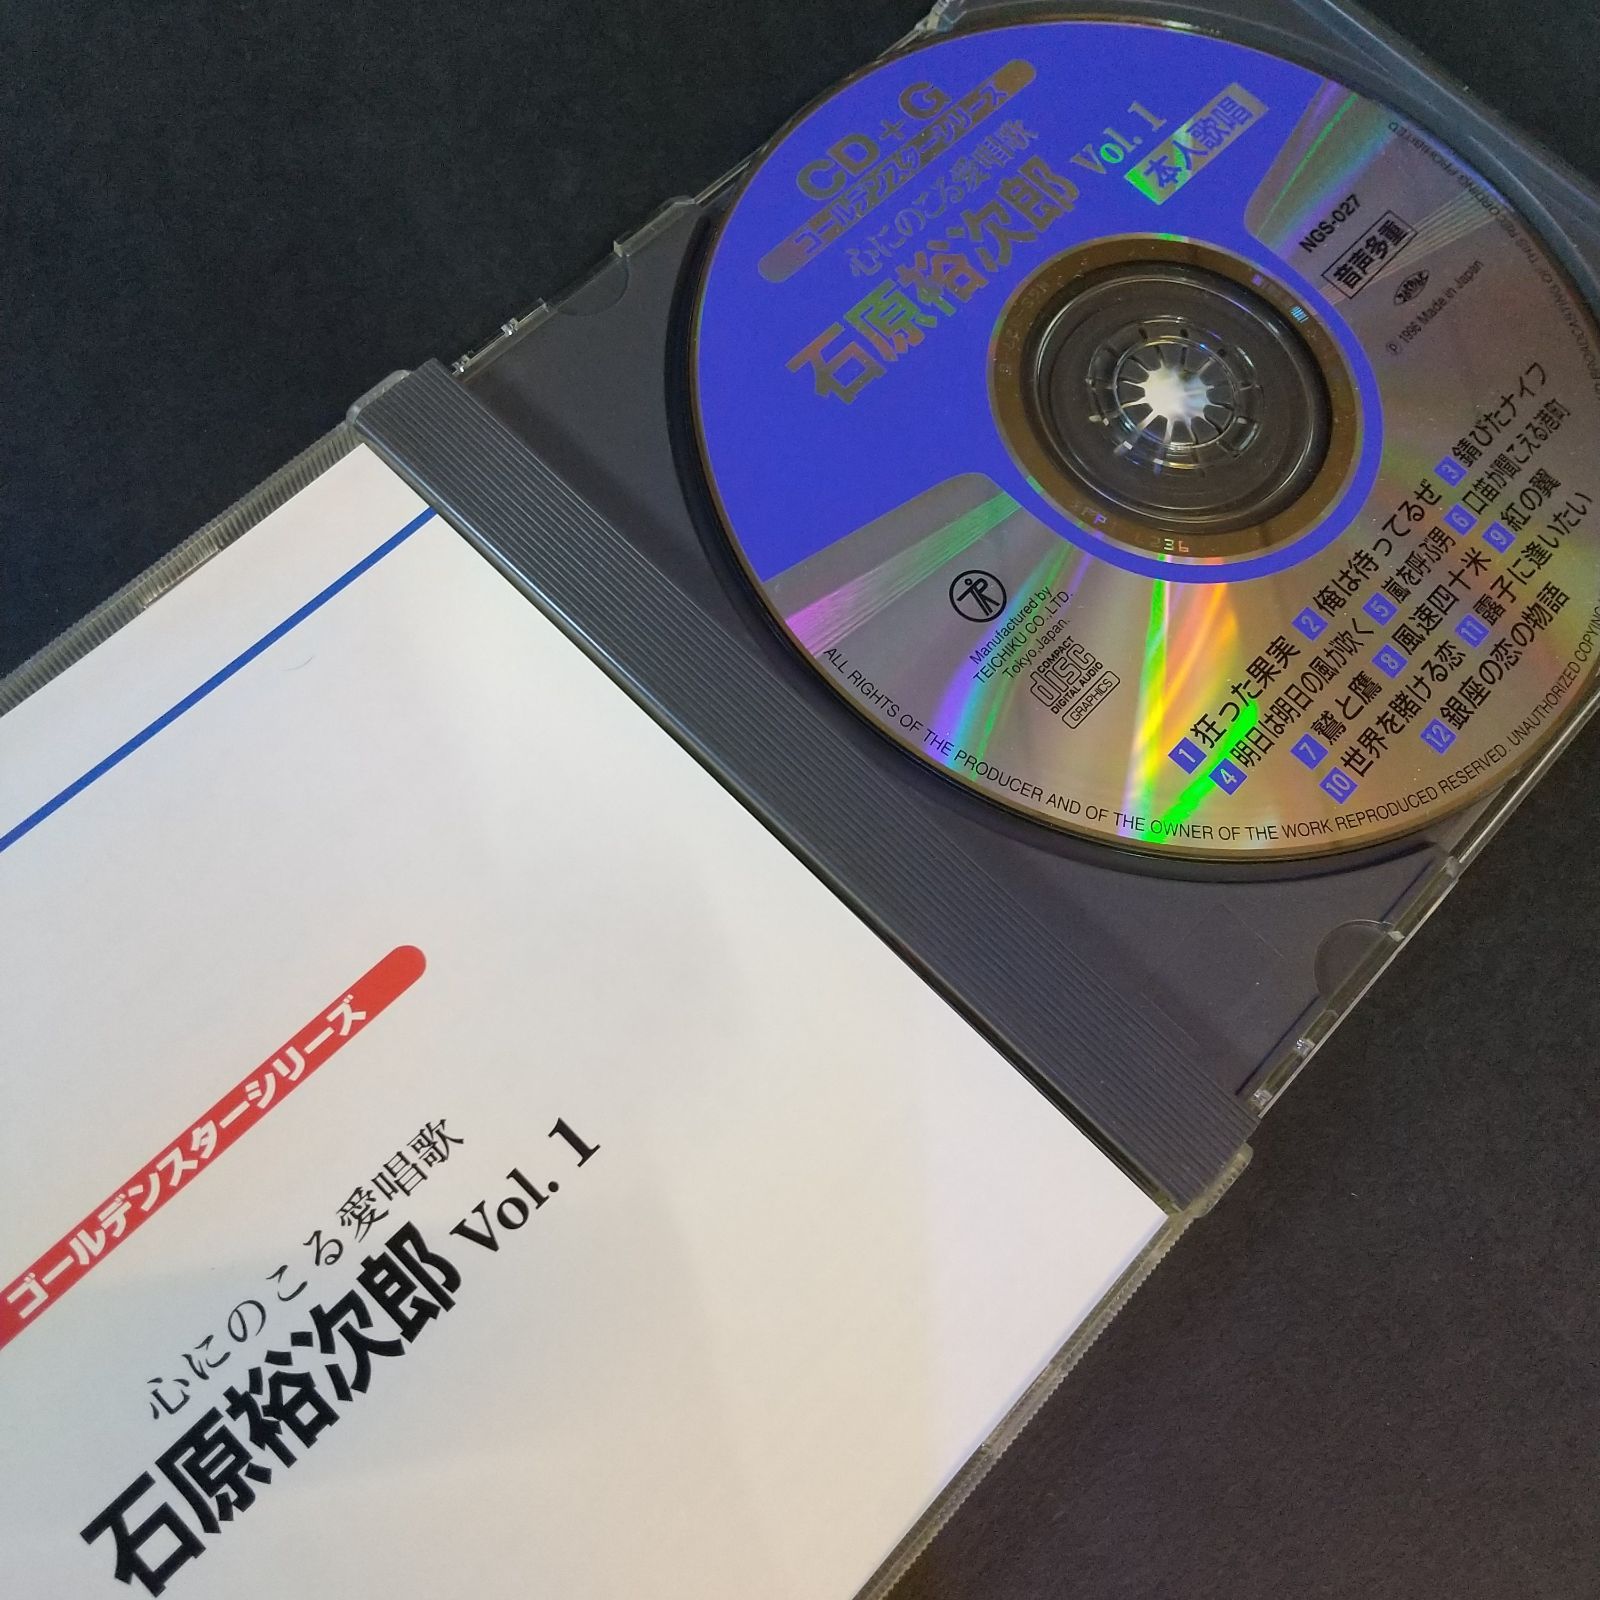 CD+G
ゴールデンスターシリーズ
心にのこる愛唱歌
石原裕次郎 Vol. 1
本人歌唱
NGS-027
音声多重
℗ 1996 Made in Japan
Manufactured by
TEICHIKU CO., LTD.
Tokyo, Japan.
COMPACT
disc
DIGITAL AUDIO
GRAPHICS
1 狂った果実 2 俺は待ってるぜ 3 錆びたナイフ
4 明日は明日の風が吹く 5 嵐を呼ぶ男 6 口笛が聞こえる港町
7 鷲と鷹 8 風速四十米 9 紅の翼
10 世界を賭ける恋 11 露子に逢いたい
12 銀座の恋の物語
ALL RIGHTS OF THE PRODUCER AND OF THE OWNER OF THE WORK REPRODUCED RESERVED. UNAUTHORIZED COPYING
OF THIS RECORDING PROHIBITED
ゴールデンスターシリーズ
心にのこる愛唱歌
石原裕次郎 Vol. 1